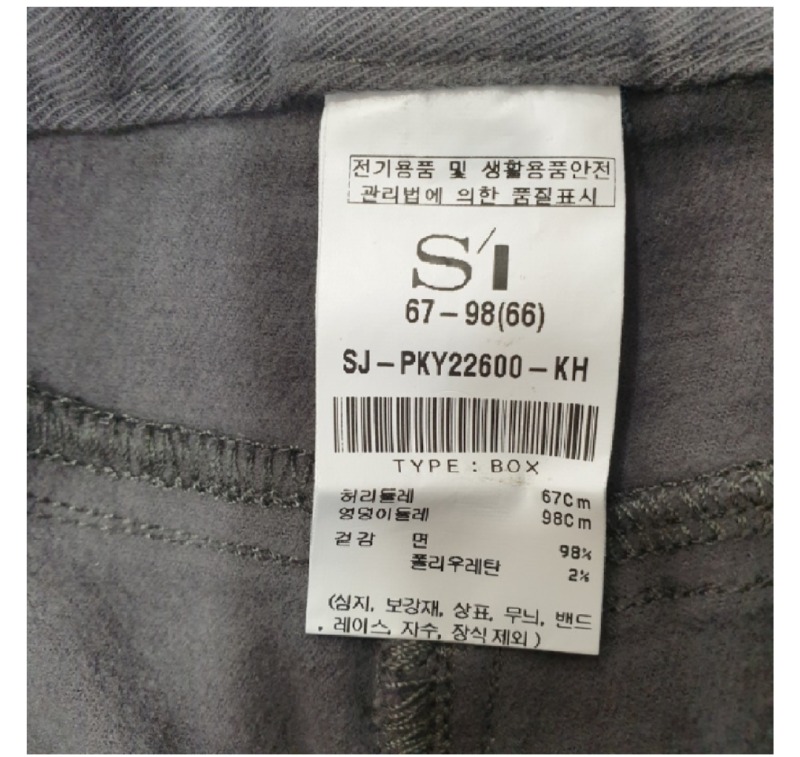 전기용품 및 생활용품안전
관리법에 의한 품질표시
S'I
67-98(66)
SJ-PKY22600-KH
TYPE : BOX
허리둘레 67Cm
엉덩이둘레 98Cm
겉감 면 98%
폴리우레탄 2%
(심지, 보강재, 상표, 무늬, 밴드
, 레이스, 자수, 장식 제외)